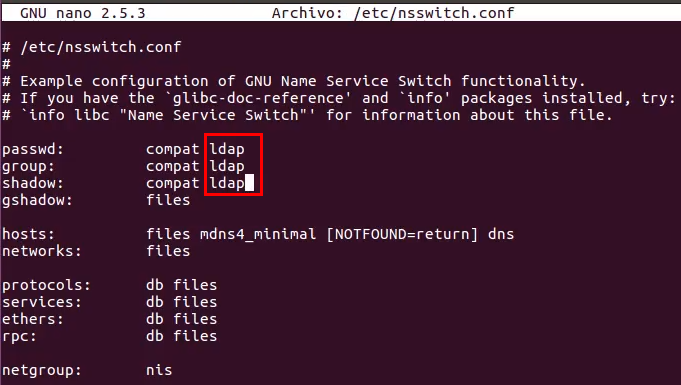 GNU nano 2.5.3 Archivo: /etc/nsswitch.conf
# /etc/nsswitch.conf
#
# Example configuration of GNU Name Service Switch functionality.
# If you have the `glibc-doc-reference' and `info' packages installed, try:
# `info libc "Name Service Switch"' for information about this file.
passwd: compat ldap
group: compat ldap
shadow: compat ldap
gshadow: files
hosts: files mdns4_minimal [NOTFOUND=return] dns
networks: files
protocols: db files
services: db files
ethers: db files
rpc: db files
netgroup: nis